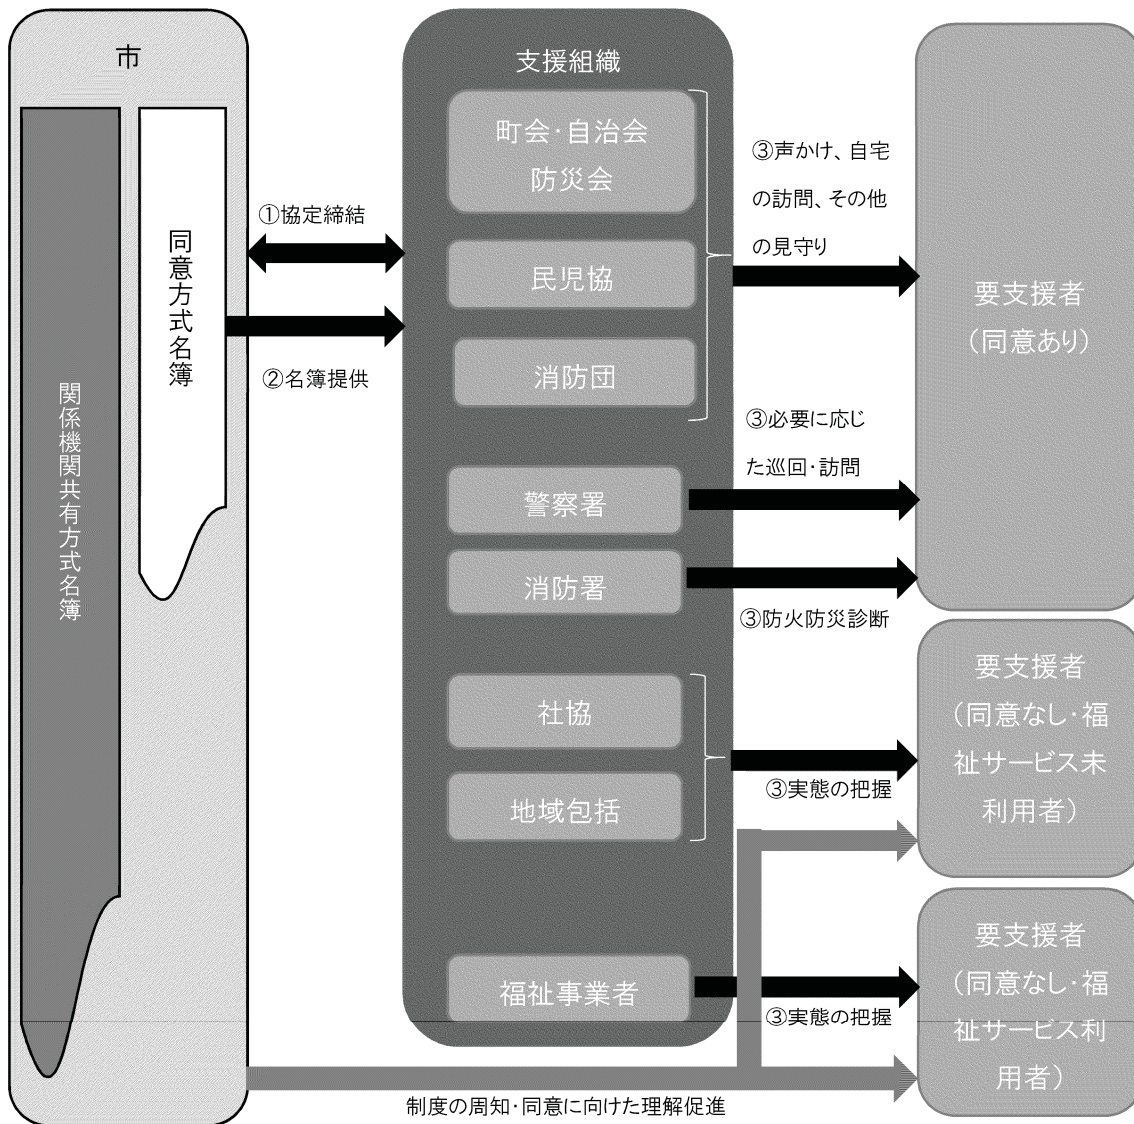 市
関係機関共有方式名簿
同意方式名簿
①協定締結
②名簿提供
支援組織
町会・自治会
防災会
民児協
消防団
警察署
消防署
社協
地域包括
福祉事業者
③声かけ、自宅
の訪問、その他
の見守り
③必要に応じ
た巡回・訪問
③防火防災診断
③実態の把握
③実態の把握
要支援者
（同意あり）
要支援者
（同意なし・福
祉サービス未
利用者）
要支援者
（同意なし・福
祉サービス利
用者）
制度の周知・同意に向けた理解促進